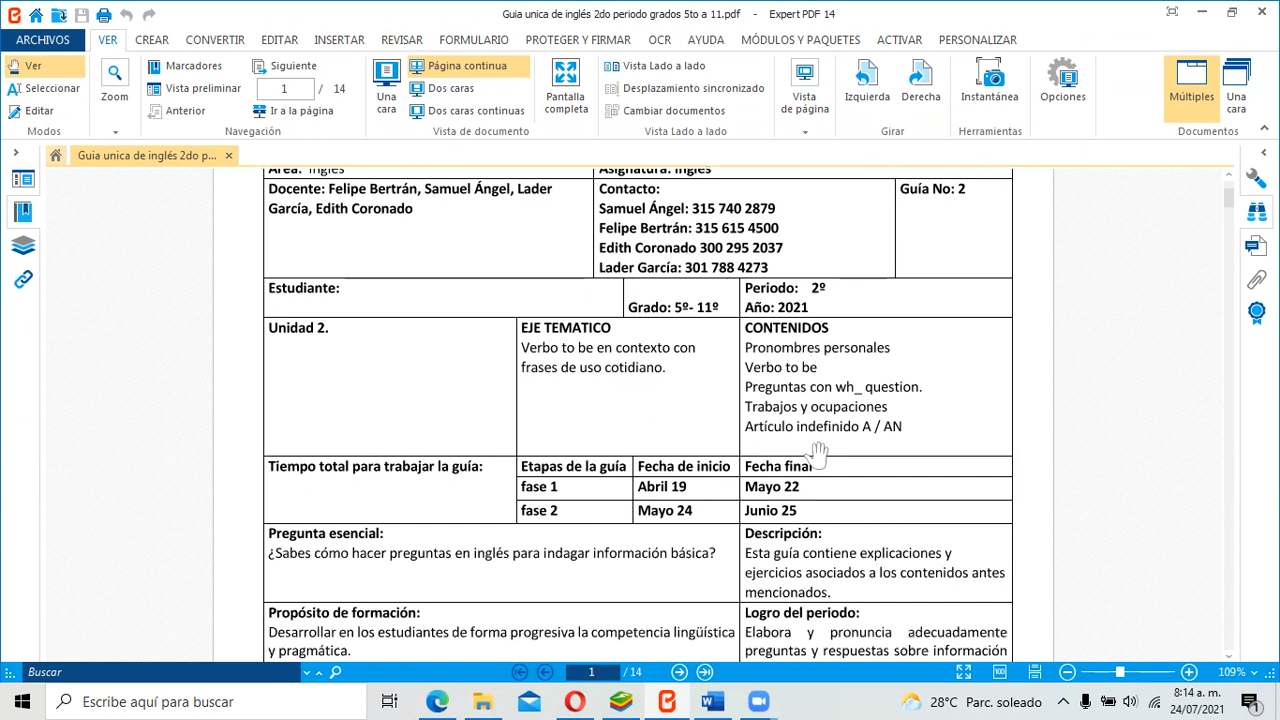 Guia unica de inglés 2do periodo grados 5to a 11.pdf - Expert PDF 14
ARCHIVOS VER CREAR CONVERTIR EDITAR INSERTAR REVISAR FORMULARIO PROTEGER Y FIRMAR OCR AYUDA MÓDULOS Y PAQUETES ACTIVAR PERSONALIZAR
Ver
Seleccionar
Editar
Modos
Zoom
Marcadores
Vista preliminar
Anterior
Siguiente
1 / 14
Ir a la página
Navegación
Una cara
Página continua
Dos caras
Dos caras continuas
Vista de documento
Pantalla completa
Vista Lado a lado
Desplazamiento sincronizado
Cambiar documentos
Vista Lado a lado
Vista de página
Izquierda
Derecha
Girar
Instantánea
Herramientas
Opciones
Múltiples
Una cara
Documentos
Guia unica de inglés 2do p...
Área: Inglés
Asignatura: Inglés
Docente: Felipe Bertrán, Samuel Ángel, Lader
García, Edith Coronado
Contacto:
Samuel Ángel: 315 740 2879
Felipe Bertrán: 315 615 4500
Edith Coronado 300 295 2037
Lader García: 301 788 4273
Guía No: 2
Estudiante:
Grado: 5º- 11º
Periodo: 2º
Año: 2021
Unidad 2.
EJE TEMATICO
Verbo to be en contexto con
frases de uso cotidiano.
CONTENIDOS
Pronombres personales
Verbo to be
Preguntas con wh_ question.
Trabajos y ocupaciones
Artículo indefinido A / AN
Tiempo total para trabajar la guía:
Etapas de la guía Fecha de inicio Fecha final
fase 1 Abril 19 Mayo 22
fase 2 Mayo 24 Junio 25
Pregunta esencial:
¿Sabes cómo hacer preguntas en inglés para indagar información básica?
Descripción:
Esta guía contiene explicaciones y
ejercicios asociados a los contenidos antes
mencionados.
Propósito de formación:
Desarrollar en los estudiantes de forma progresiva la competencia lingüística
y pragmática.
Logro del periodo:
Elabora y pronuncia adecuadamente
preguntas y respuestas sobre información
Buscar
1 / 14
109%
Escribe aquí para buscar
28°C Parc. soleado
8:14 a. m.
24/07/2021
1